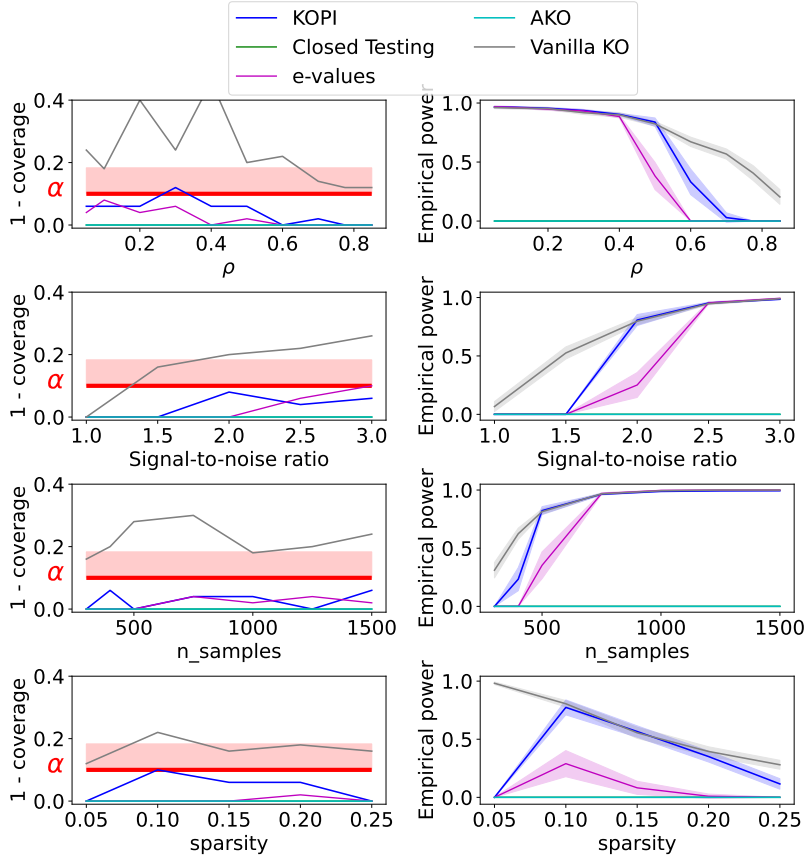 KOPI
Closed Testing
e-values
AKO
Vanilla KO
1 - coverage
0.4
0.2
α
0.0
0.2 0.4 0.6 0.8
ρ
Empirical power
1.0
0.5
0.0
0.2 0.4 0.6 0.8
ρ
1 - coverage
0.4
0.2
α
0.0
1.0 1.5 2.0 2.5 3.0
Signal-to-noise ratio
Empirical power
1.0
0.5
0.0
1.0 1.5 2.0 2.5 3.0
Signal-to-noise ratio
1 - coverage
0.4
0.2
α
0.0
500 1000 1500
n_samples
Empirical power
1.0
0.5
0.0
500 1000 1500
n_samples
1 - coverage
0.4
0.2
α
0.0
0.05 0.10 0.15 0.20 0.25
sparsity
Empirical power
1.0
0.5
0.0
0.05 0.10 0.15 0.20 0.25
sparsity